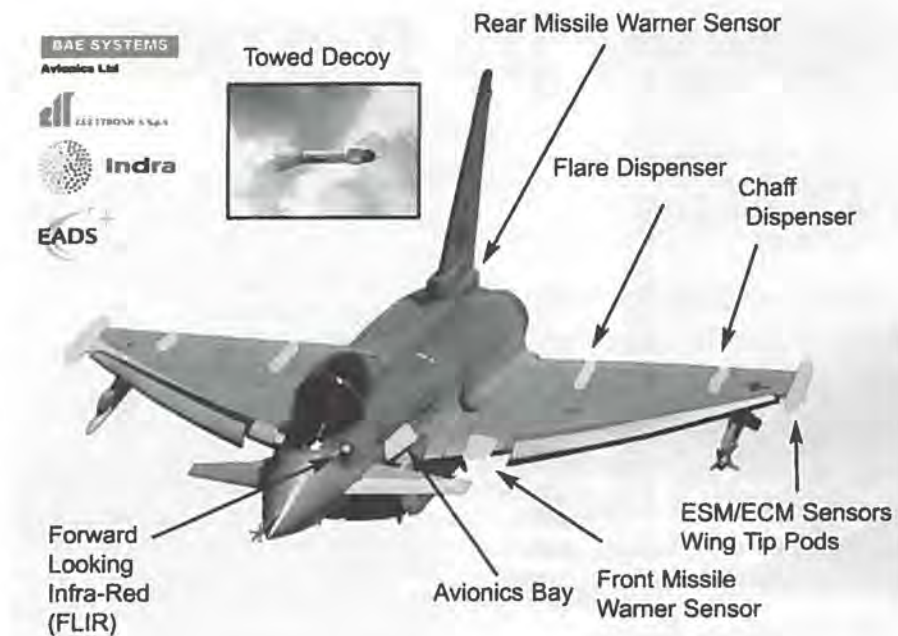 BAE SYSTEMS
Avionics Ltd
ELETTRONICA S.p.A
Indra
EADS
Towed Decoy
Rear Missile Warner Sensor
Flare Dispenser
Chaff
Dispenser
ESM/ECM Sensors
Wing Tip Pods
Front Missile
Warner Sensor
Avionics Bay
Forward
Looking
Infra-Red
(FLIR)